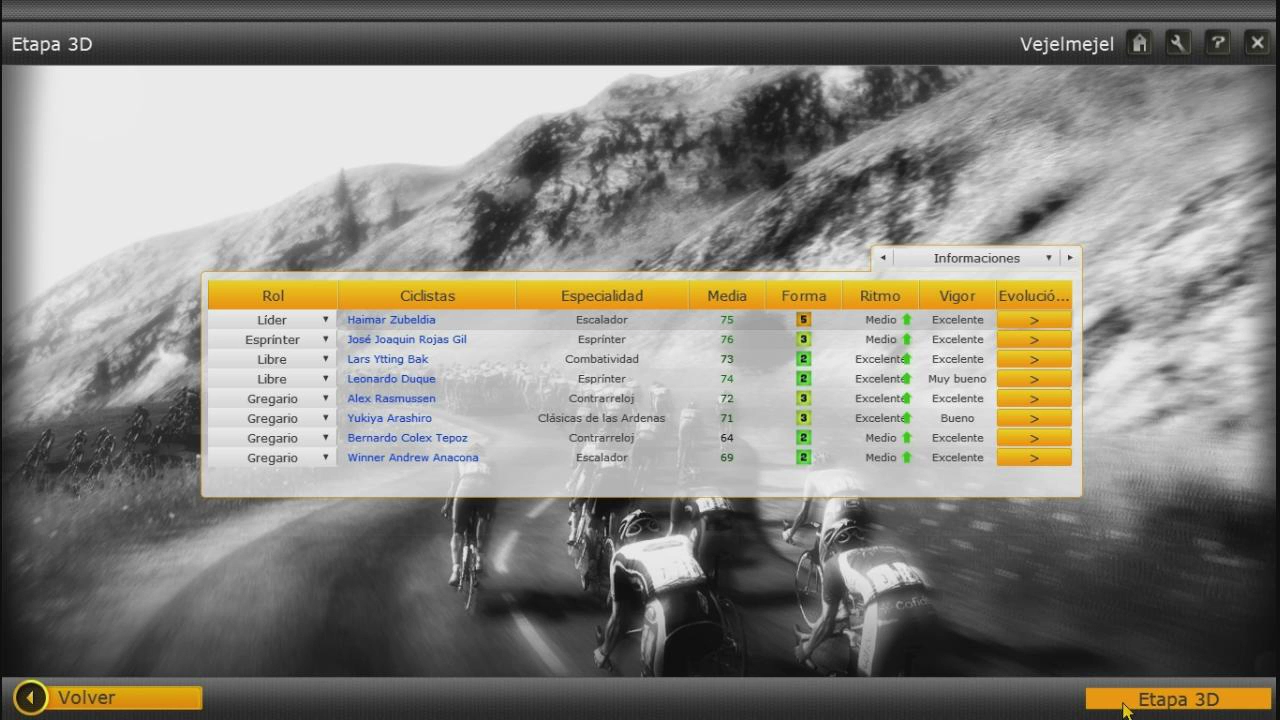 Etapa 3D Vejelmejel
Informaciones
Rol Ciclistas Especialidad Media Forma Ritmo Vigor Evolució...
Líder Haimar Zubeldia Escalador 75 5 Medio Excelente >
Esprínter José Joaquin Rojas Gil Esprínter 76 3 Medio Excelente >
Libre Lars Ytting Bak Combatividad 73 2 Excelente Excelente >
Libre Leonardo Duque Esprínter 74 2 Excelente Muy bueno >
Gregario Alex Rasmussen Contrarreloj 72 3 Excelente Excelente >
Gregario Yukiya Arashiro Clásicas de las Ardenas 71 3 Excelente Bueno >
Gregario Bernardo Colex Tepoz Contrarreloj 64 2 Medio Excelente >
Gregario Winner Andrew Anacona Escalador 69 2 Medio Excelente >
Cofidis
Volver Etapa 3D